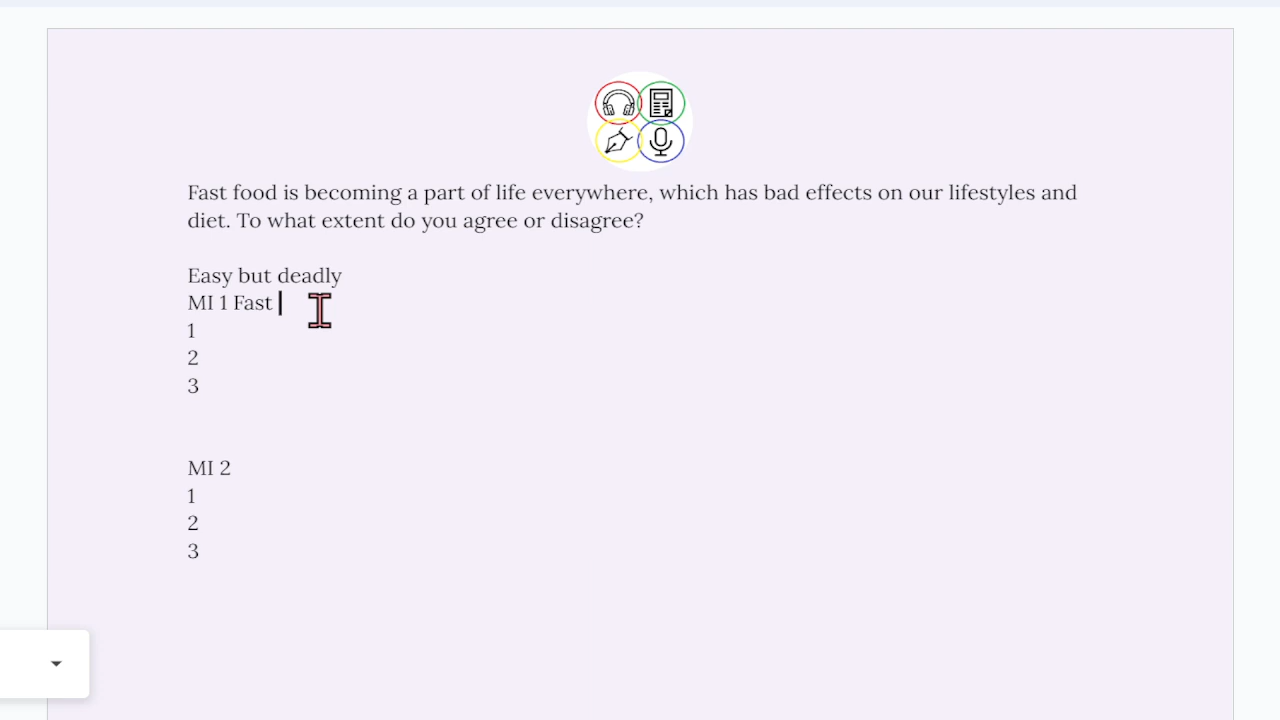 Fast food is becoming a part of life everywhere, which has bad effects on our lifestyles and
diet. To what extent do you agree or disagree?
Easy but deadly
MI 1 Fast
1
2
3
MI 2
1
2
3